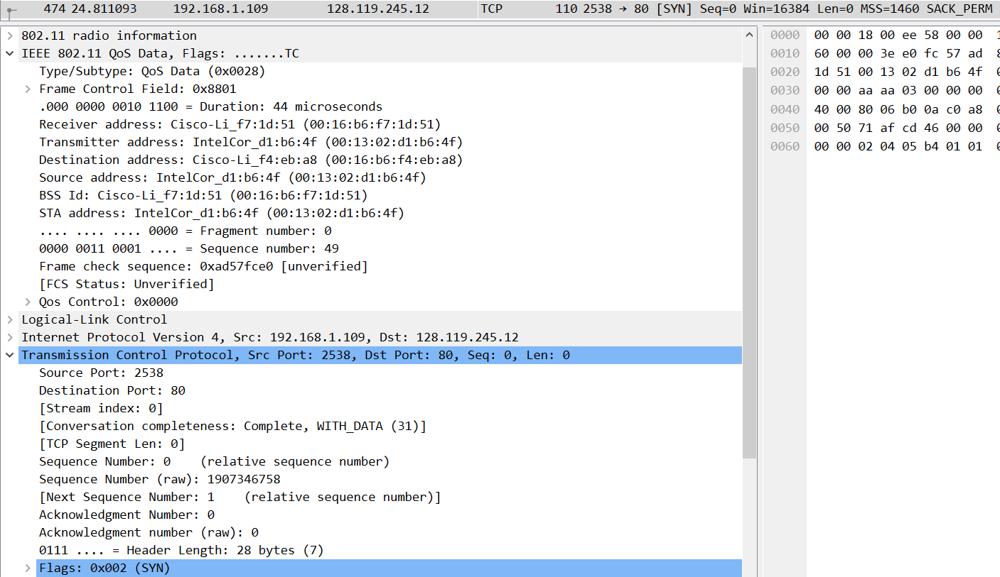 474 24.811093 192.168.1.109 128.119.245.12 TCP 110 2538 → 80 [SYN] Seq=0 Win=16384 Len=0 MSS=1460 SACK_PERM
802.11 radio information
IEEE 802.11 QoS Data, Flags: .......TC
Type/Subtype: QoS Data (0x0028)
Frame Control Field: 0x8801
.000 0000 0010 1100 = Duration: 44 microseconds
Receiver address: Cisco-Li_f7:1d:51 (00:16:b6:f7:1d:51)
Transmitter address: IntelCor_d1:b6:4f (00:13:02:d1:b6:4f)
Destination address: Cisco-Li_f4:eb:a8 (00:16:b6:f4:eb:a8)
Source address: IntelCor_d1:b6:4f (00:13:02:d1:b6:4f)
BSS Id: Cisco-Li_f7:1d:51 (00:16:b6:f7:1d:51)
STA address: IntelCor_d1:b6:4f (00:13:02:d1:b6:4f)
.... .... .... 0000 = Fragment number: 0
0000 0011 0001 .... = Sequence number: 49
Frame check sequence: 0xad57fce0 [unverified]
[FCS Status: Unverified]
Qos Control: 0x0000
Logical-Link Control
Internet Protocol Version 4, Src: 192.168.1.109, Dst: 128.119.245.12
Transmission Control Protocol, Src Port: 2538, Dst Port: 80, Seq: 0, Len: 0
Source Port: 2538
Destination Port: 80
[Stream index: 0]
[Conversation completeness: Complete, WITH_DATA (31)]
[TCP Segment Len: 0]
Sequence Number: 0 (relative sequence number)
Sequence Number (raw): 1907346758
[Next Sequence Number: 1 (relative sequence number)]
Acknowledgment Number: 0
Acknowledgment number (raw): 0
0111 .... = Header Length: 28 bytes (7)
Flags: 0x002 (SYN)
0000 00 00 18 00 ee 58 00 00
0010 60 00 00 3e e0 fc 57 ad
0020 1d 51 00 13 02 d1 b6 4f
0030 00 00 aa aa 03 00 00 00
0040 40 00 80 06 b0 0a c0 a8
0050 00 50 71 af cd 46 00 00
0060 00 00 02 04 05 b4 01 01